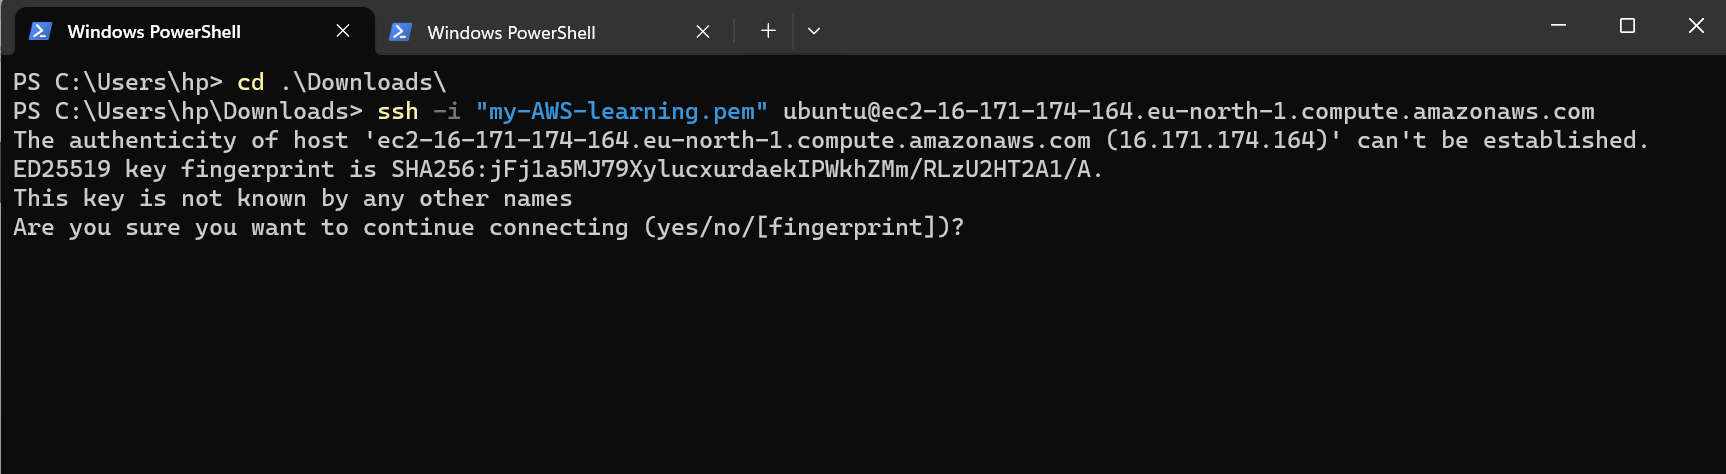 Windows PowerShell
Windows PowerShell
PS C:\Users\hp> cd .\Downloads\
PS C:\Users\hp\Downloads> ssh -i "my-AWS-learning.pem" ubuntu@ec2-16-171-174-164.eu-north-1.compute.amazonaws.com
The authenticity of host 'ec2-16-171-174-164.eu-north-1.compute.amazonaws.com (16.171.174.164)' can't be established.
ED25519 key fingerprint is SHA256:jFj1a5MJ79XylucxurdaekIPWkhZMm/RLzU2HT2A1/A.
This key is not known by any other names
Are you sure you want to continue connecting (yes/no/[fingerprint])?